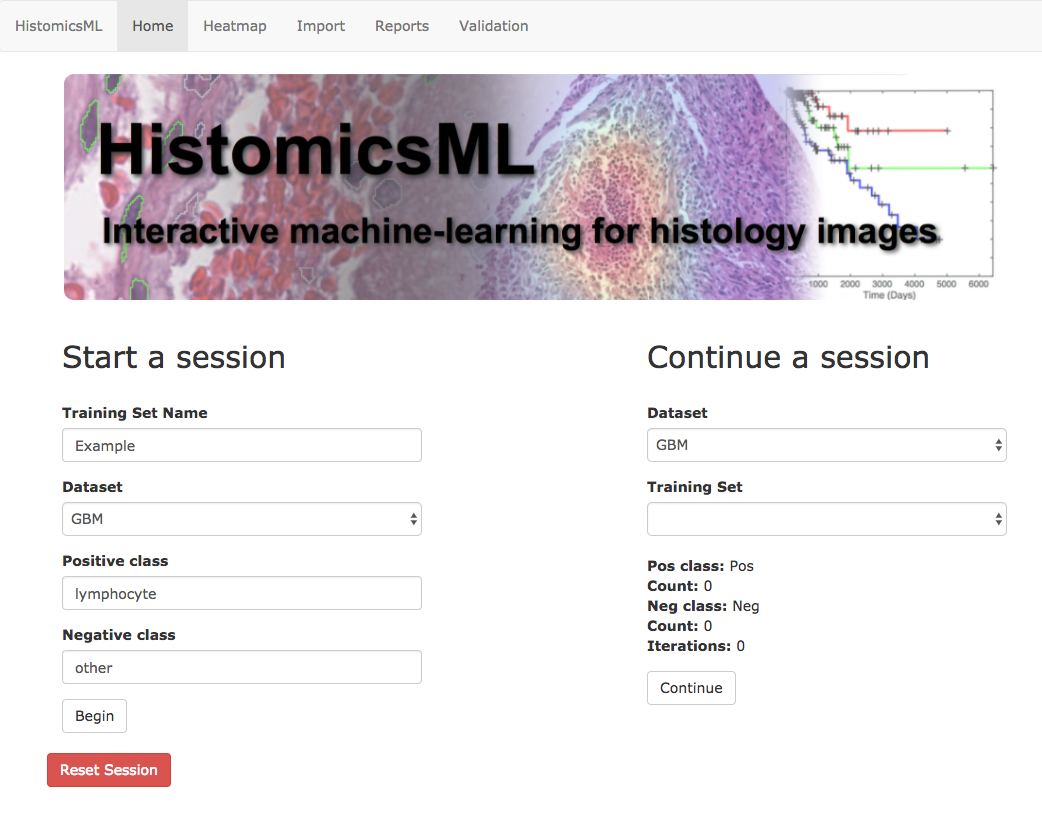 HistomicsML Home Heatmap Import Reports Validation
HistomicsML
Interactive machine-learning for histology images
1000 2000 3000 4000 5000 6000
Time (Days)
Start a session
Training Set Name
Example
Dataset
GBM
Positive class
lymphocyte
Negative class
other
Begin
Reset Session
Continue a session
Dataset
GBM
Training Set
Pos class: Pos
Count: 0
Neg class: Neg
Count: 0
Iterations: 0
Continue